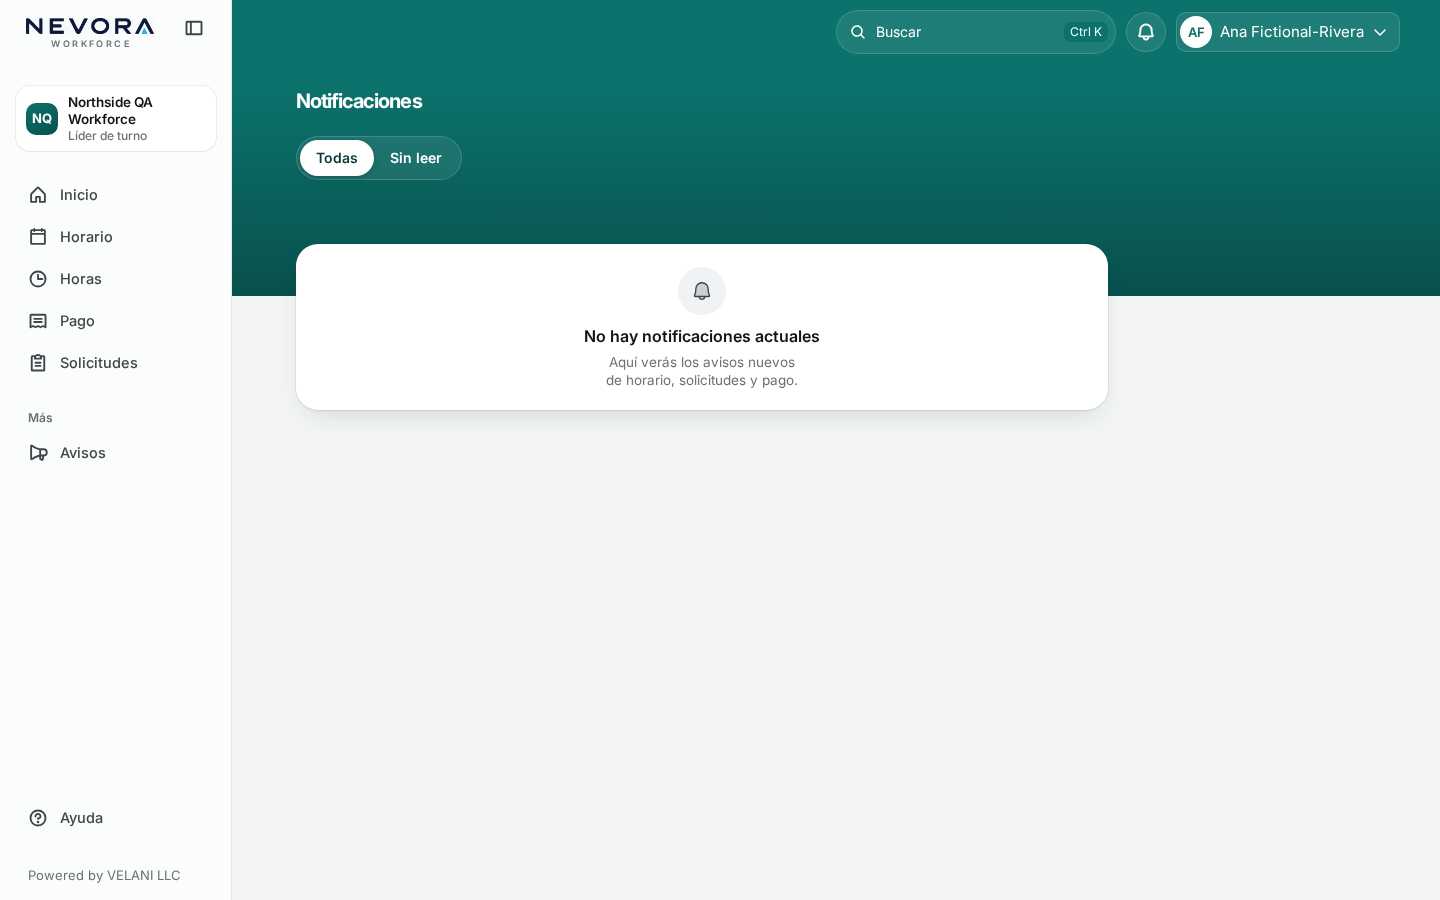 NEVORA
WORKFORCE
Northside QA
Workforce
Líder de turno
NQ
Inicio
Horario
Horas
Pago
Solicitudes
Más
Avisos
Ayuda
Powered by VELANI LLC
Buscar
Ctrl K
AF
Ana Fictional-Rivera
Notificaciones
Todas
Sin leer
No hay notificaciones actuales
Aquí verás los avisos nuevos
de horario, solicitudes y pago.